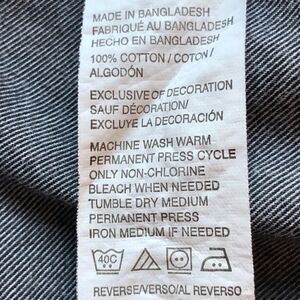 MADE IN BANGLADESH
FABRIQUÉ AU BANGLADESH
HECHO EN BANGLADESH
100% COTTON / COTON /
ALGODÓN
EXCLUSIVE OF DECORATION
SAUF DÉCORATION/
EXCLUYE LA DECORACIÓN
MACHINE WASH WARM
PERMANENT PRESS CYCLE
ONLY NON-CHLORINE
BLEACH WHEN NEEDED
TUMBLE DRY MEDIUM
PERMANENT PRESS
IRON MEDIUM IF NEEDED
40C
REVERSE/VERSO/AL REVERSO